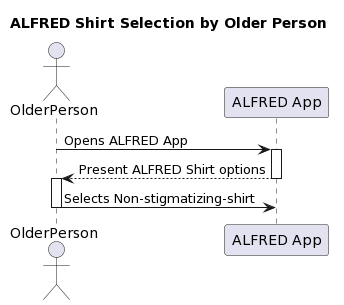 ALFRED Shirt Selection by Older Person
OlderPerson
ALFRED App
Opens ALFRED App
Present ALFRED Shirt options
Selects Non-stigmatizing-shirt
OlderPerson
ALFRED App